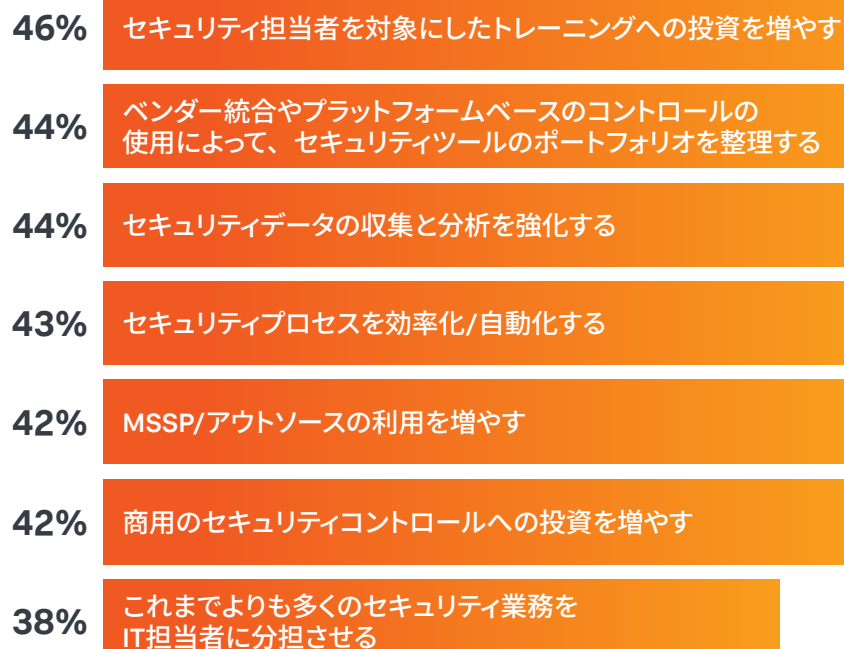 46%
セキュリティ担当者を対象にしたトレーニングへの投資を増やす
44%
ベンダー統合やプラットフォームベースのコントロールの
使用によって、セキュリティツールのポートフォリオを整理する
44%
セキュリティデータの収集と分析を強化する
43%
セキュリティプロセスを効率化/自動化する
42%
MSSP/アウトソースの利用を増やす
42%
商用のセキュリティコントロールへの投資を増やす
38%
これまでよりも多くのセキュリティ業務を
IT担当者に分担させる